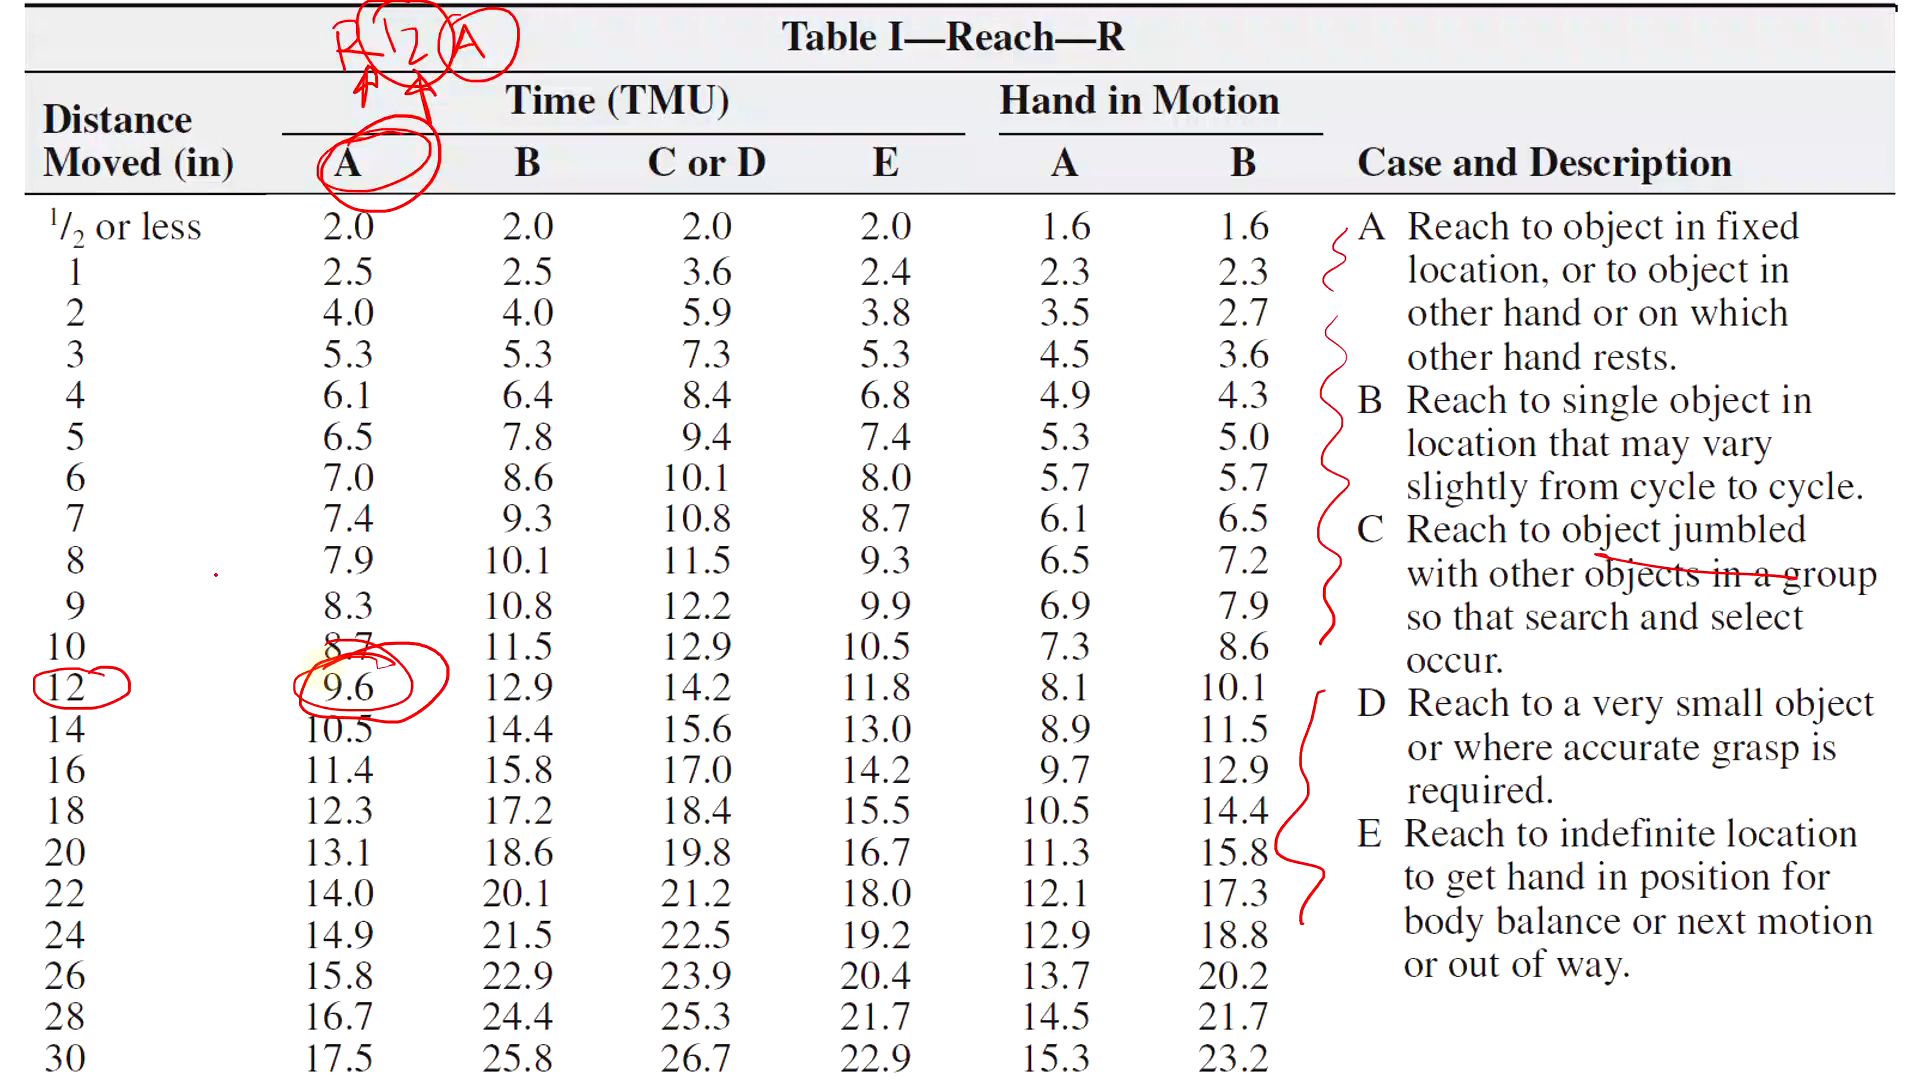 R 12 A
Table I—Reach—R
Time (TMU) Hand in Motion
Distance
Moved (in) A B C or D E A B Case and Description
1/2 or less 2.0 2.0 2.0 2.0 1.6 1.6 A Reach to object in fixed
1 2.5 2.5 3.6 2.4 2.3 2.3 location, or to object in
2 4.0 4.0 5.9 3.8 3.5 2.7 other hand or on which
3 5.3 5.3 7.3 5.3 4.5 3.6 other hand rests.
4 6.1 6.4 8.4 6.8 4.9 4.3 B Reach to single object in
5 6.5 7.8 9.4 7.4 5.3 5.0 location that may vary
6 7.0 8.6 10.1 8.0 5.7 5.7 slightly from cycle to cycle.
7 7.4 9.3 10.8 8.7 6.1 6.5 C Reach to object jumbled
8 7.9 10.1 11.5 9.3 6.5 7.2 with other objects in a group
9 8.3 10.8 12.2 9.9 6.9 7.9 so that search and select
10 8.7 11.5 12.9 10.5 7.3 8.6 occur.
12 9.6 12.9 14.2 11.8 8.1 10.1 D Reach to a very small object
14 10.5 14.4 15.6 13.0 8.9 11.5 or where accurate grasp is
16 11.4 15.8 17.0 14.2 9.7 12.9 required.
18 12.3 17.2 18.4 15.5 10.5 14.4 E Reach to indefinite location
20 13.1 18.6 19.8 16.7 11.3 15.8 to get hand in position for
22 14.0 20.1 21.2 18.0 12.1 17.3 body balance or next motion
24 14.9 21.5 22.5 19.2 12.9 18.8 or out of way.
26 15.8 22.9 23.9 20.4 13.7 20.2
28 16.7 24.4 25.3 21.7 14.5 21.7
30 17.5 25.8 26.7 22.9 15.3 23.2